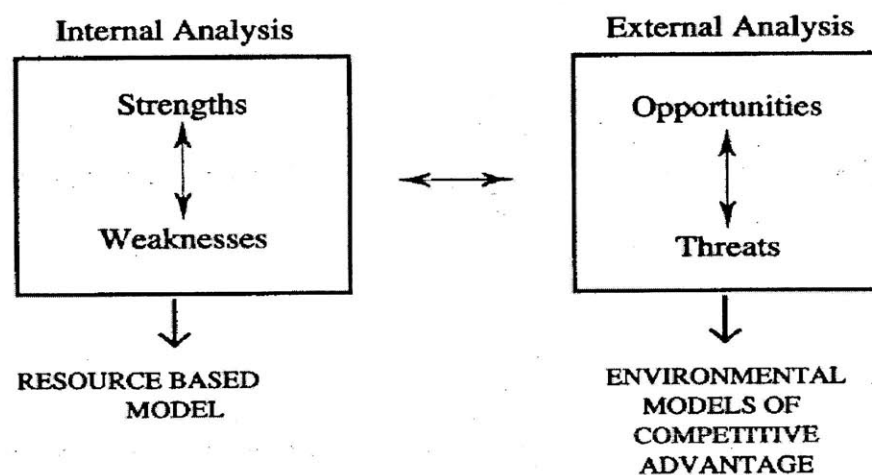 Internal Analysis
Strengths
Weaknesses
RESOURCE BASED
MODEL
External Analysis
Opportunities
Threats
ENVIRONMENTAL
MODELS OF
COMPETITIVE
ADVANTAGE